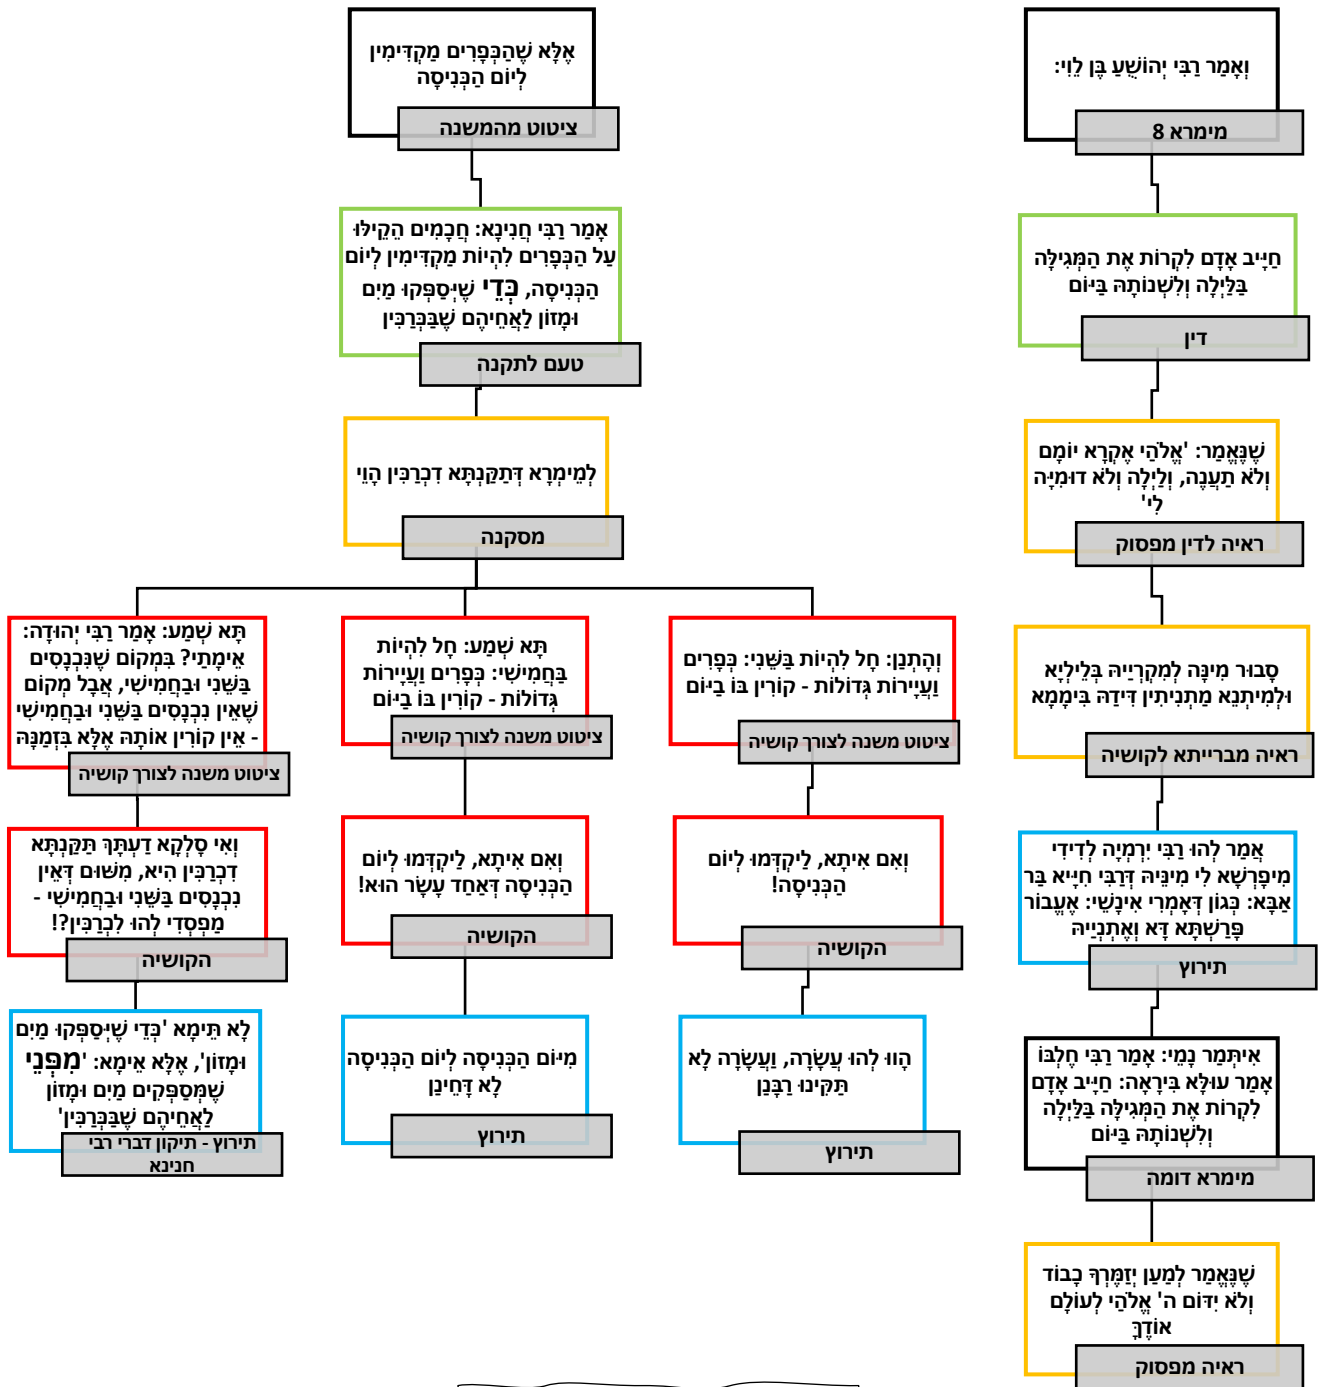 וְאָמַר רַבִּי יְהוֹשֻׁעַ בֶּן לֵוִי:
מימרא 8
חַיָּיב אָדָם לִקְרוֹת אֶת הַמְּגִילָּה
בַּלַּיְלָה וְלִשְׁנוֹתָהּ בַּיּוֹם
דין
שֶׁנֶּאֱמַר: 'אֱלֹהַי אֶקְרָא יוֹמָם
וְלֹא תַעֲנֶה, וְלַיְלָה וְלֹא דוּמִיָּה
לִי'
ראיה לדין מפסוק
סָבוּר מִינָּה לְמִקְרְיַיהּ בְּלֵילְיָא
וּלְמִיתְנֵא מַתְנִיתִין דִּידַהּ בִּימָמָא
ראיה מברייתא לקושיה
אֲמַר לְהוּ רַבִּי יִרְמְיָה לְדִידִי
מִיפָּרְשָׁא לִי מִינֵּיהּ דְּרַבִּי חִיָּיא בַּר
אַבָּא: כְּגוֹן דְּאָמְרִי אִינָשֵׁי: אֶעֱבוֹר
פָּרַשְׁתָּא דָּא וְאֶתְנְיַיהּ
תירוץ
אִיתְּמַר נָמֵי: אָמַר רַבִּי חֶלְבּוֹ
אָמַר עוּלָּא בִּירָאָה: חַיָּיב אָדָם
לִקְרוֹת אֶת הַמְּגִילָּה בַּלַּיְלָה
וְלִשְׁנוֹתָהּ בַּיּוֹם
מימרא דומה
שֶׁנֶּאֱמַר לְמַעַן יְזַמֶּרְךָ כָבוֹד
וְלֹא יִדּוֹם ה' אֱלֹהַי לְעוֹלָם
אוֹדֶךָּ
ראיה מפסוק
אֶלָּא שֶׁהַכְּפָרִים מַקְדִּימִין
לְיוֹם הַכְּנִיסָה
ציטוט מהמשנה
אָמַר רַבִּי חֲנִינָא: חֲכָמִים הֵקֵילּוּ
עַל הַכְּפָרִים לִהְיוֹת מַקְדִּימִין לְיוֹם
הַכְּנִיסָה, כְּדֵי שֶׁיְּסַפְּקוּ מַיִם
וּמָזוֹן לַאֲחֵיהֶם שֶׁבַּכְּרַכִּין
טעם לתקנה
לְמֵימְרָא דְּתַקַּנְתָּא דִכְרַכִּין הָוֵי
מסקנה
וְהָתְנַן: חָל לִהְיוֹת בַּשֵּׁנִי: כְּפָרִים
וַעֲיָירוֹת גְּדוֹלוֹת - קוֹרִין בּוֹ בַיּוֹם
ציטוט משנה לצורך קושיה
וְאִם אִיתָא, לַיקְדְּמוּ לְיוֹם
הַכְּנִיסָה!
הקושיה
הָווּ לְהוּ עֲשָׂרָה, וַעֲשָׂרָה לָא
תַּקִּינוּ רַבָּנַן
תירוץ
תָּא שְׁמַע: חָל לִהְיוֹת
בַּחֲמִישִׁי: כְּפָרִים וַעֲיָירוֹת
גְּדוֹלוֹת - קוֹרִין בּוֹ בַיּוֹם
ציטוט משנה לצורך קושיה
וְאִם אִיתָא, לַיקְדְּמוּ לְיוֹם
הַכְּנִיסָה דְּאַחַד עָשָׂר הוּא!
הקושיה
מִיּוֹם הַכְּנִיסָה לְיוֹם הַכְּנִיסָה
לָא דָּחֵינַן
תירוץ
תָּא שְׁמַע: אָמַר רַבִּי יְהוּדָה:
אֵימָתַי? בִּמְקוֹם שֶׁנִּכְנָסִים
בַּשֵּׁנִי וּבַחֲמִישִׁי, אֲבָל מְקוֹם
שֶׁאֵין נִכְנָסִים בַּשֵּׁנִי וּבַחֲמִישִׁי
- אֵין קוֹרִין אוֹתָהּ אֶלָּא בִּזְמַנָּהּ
ציטוט משנה לצורך קושיה
וְאִי סָלְקָא דַעְתָּךְ תַּקַּנְתָּא
דִכְרַכִּין הִיא, מִשּׁוּם דְּאֵין
נִכְנָסִים בַּשֵּׁנִי וּבַחֲמִישִׁי -
מַפְסְדִי לְהוּ לִכְרַכִּין?!
הקושיה
לָא תֵּימָא 'כְּדֵי שֶׁיְּסַפְּקוּ מַיִם
וּמָזוֹן', אֶלָּא אֵימָא: 'מִפְּנֵי
שֶׁמְּסַפְּקִים מַיִם וּמָזוֹן
לַאֲחֵיהֶם שֶׁבַּכְּרַכִּין'
תירוץ - תיקון דברי רבי
חנינא